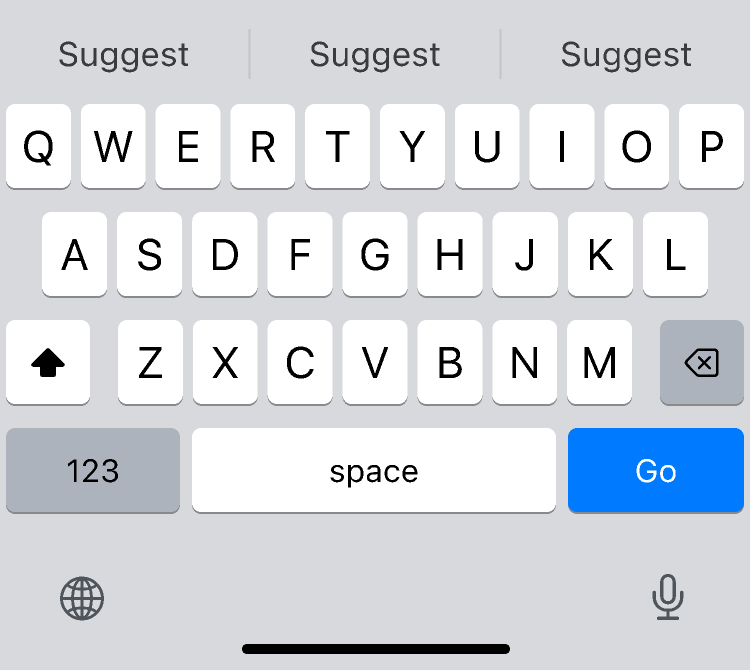 Suggest Suggest Suggest
Q W E R T Y U I O P
A S D F G H J K L
Z X C V B N M
123 space Go